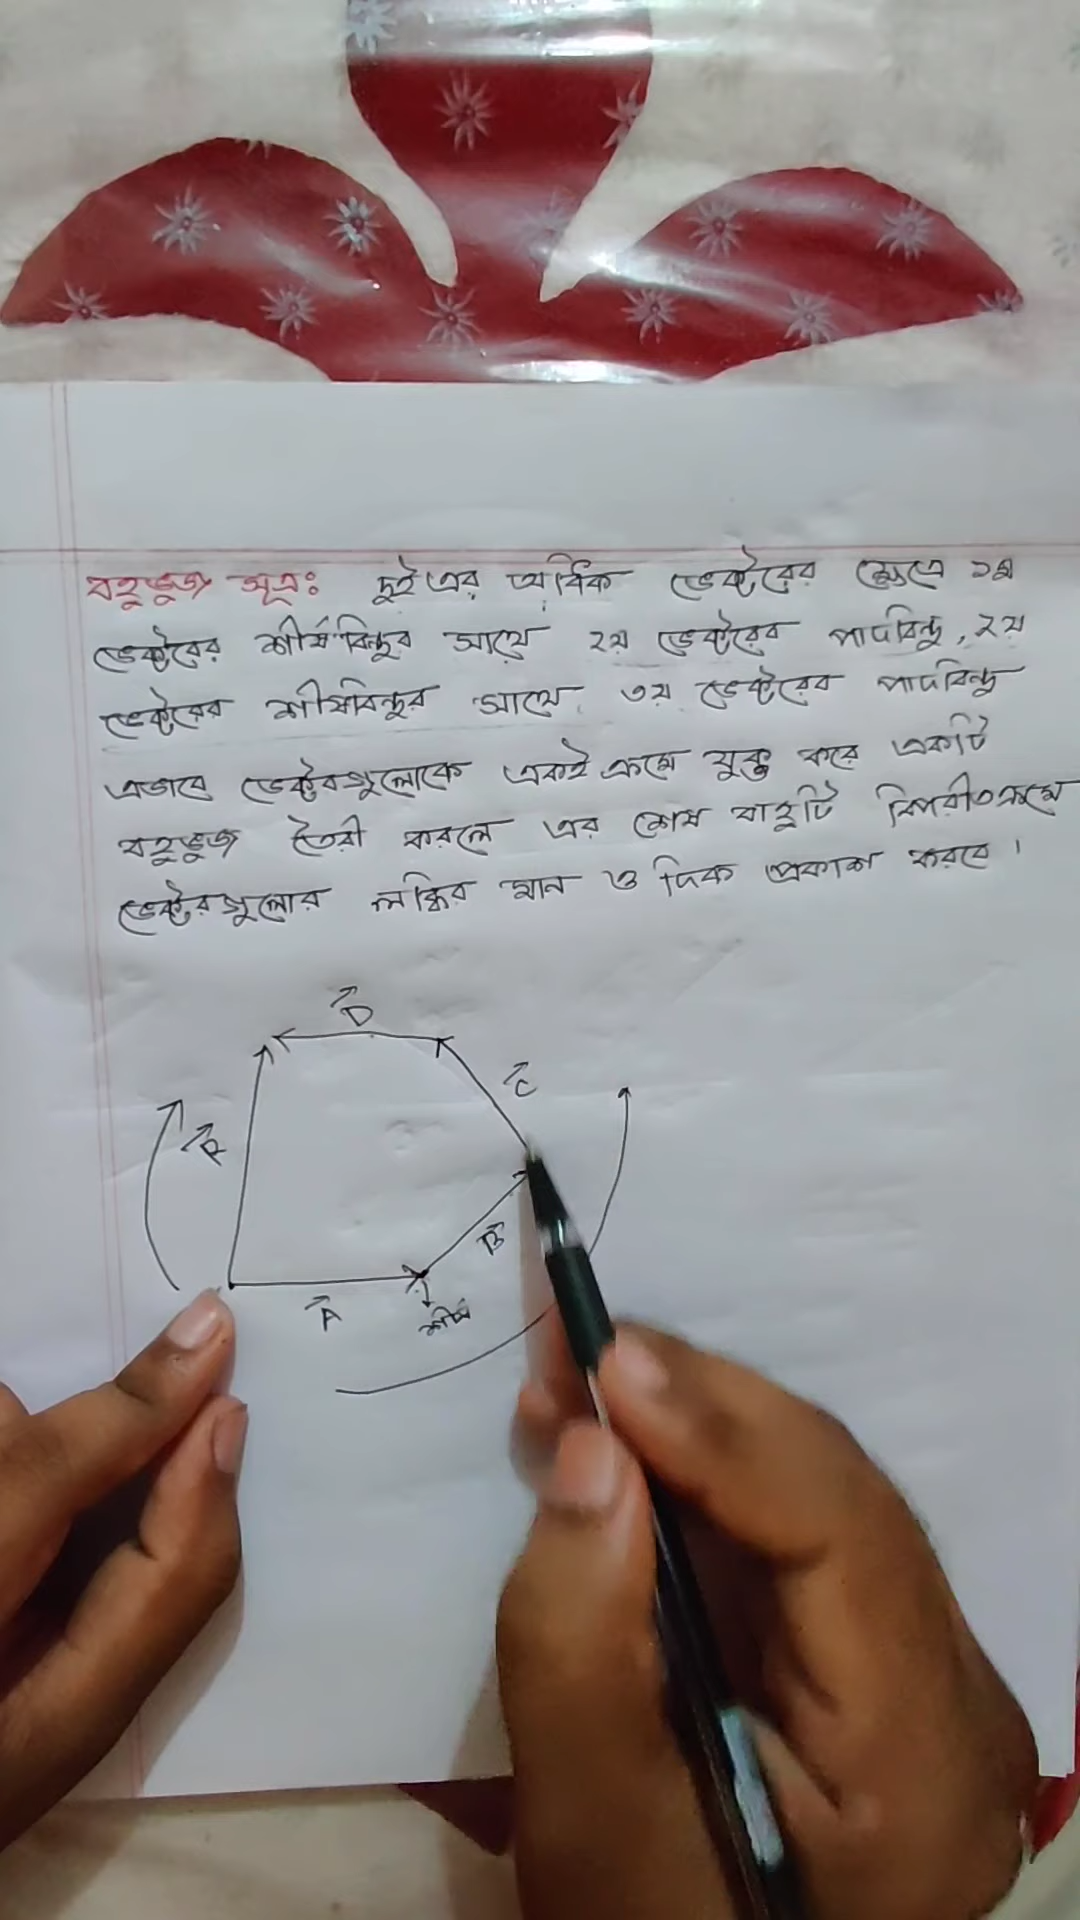 বহুভুজ সূত্রঃ দুই এর অধিক ভেক্টরের ক্ষেত্রে ১ম
ভেক্টরের শীর্ষবিন্দুর সাথে ২য় ভেক্টরের পাদবিন্দু, ২য়
ভেক্টরের শীর্ষবিন্দুর সাথে ৩য় ভেক্টরের পাদবিন্দু
এভাবে ভেক্টরগুলোকে একই ক্রমে যুক্ত করে একটি
বহুভুজ তৈরী করলে এর শেষ বাহুটি বিপরীতক্রমে
ভেক্টরগুলোর লব্ধির মান ও দিক প্রকাশ করবে।
D
C
R
B
A
শীর্ষ